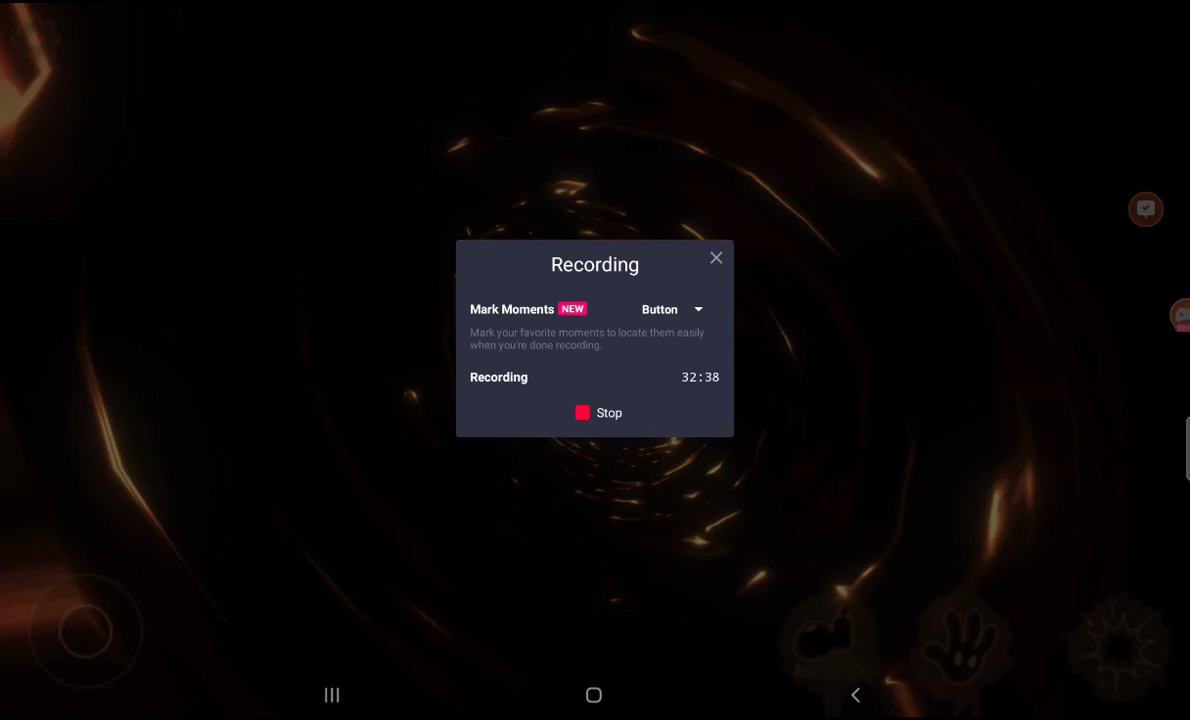 Recording
Mark Moments NEW Button
Mark your favorite moments to locate them easily
when you're done recording.
Recording 32:38
Stop